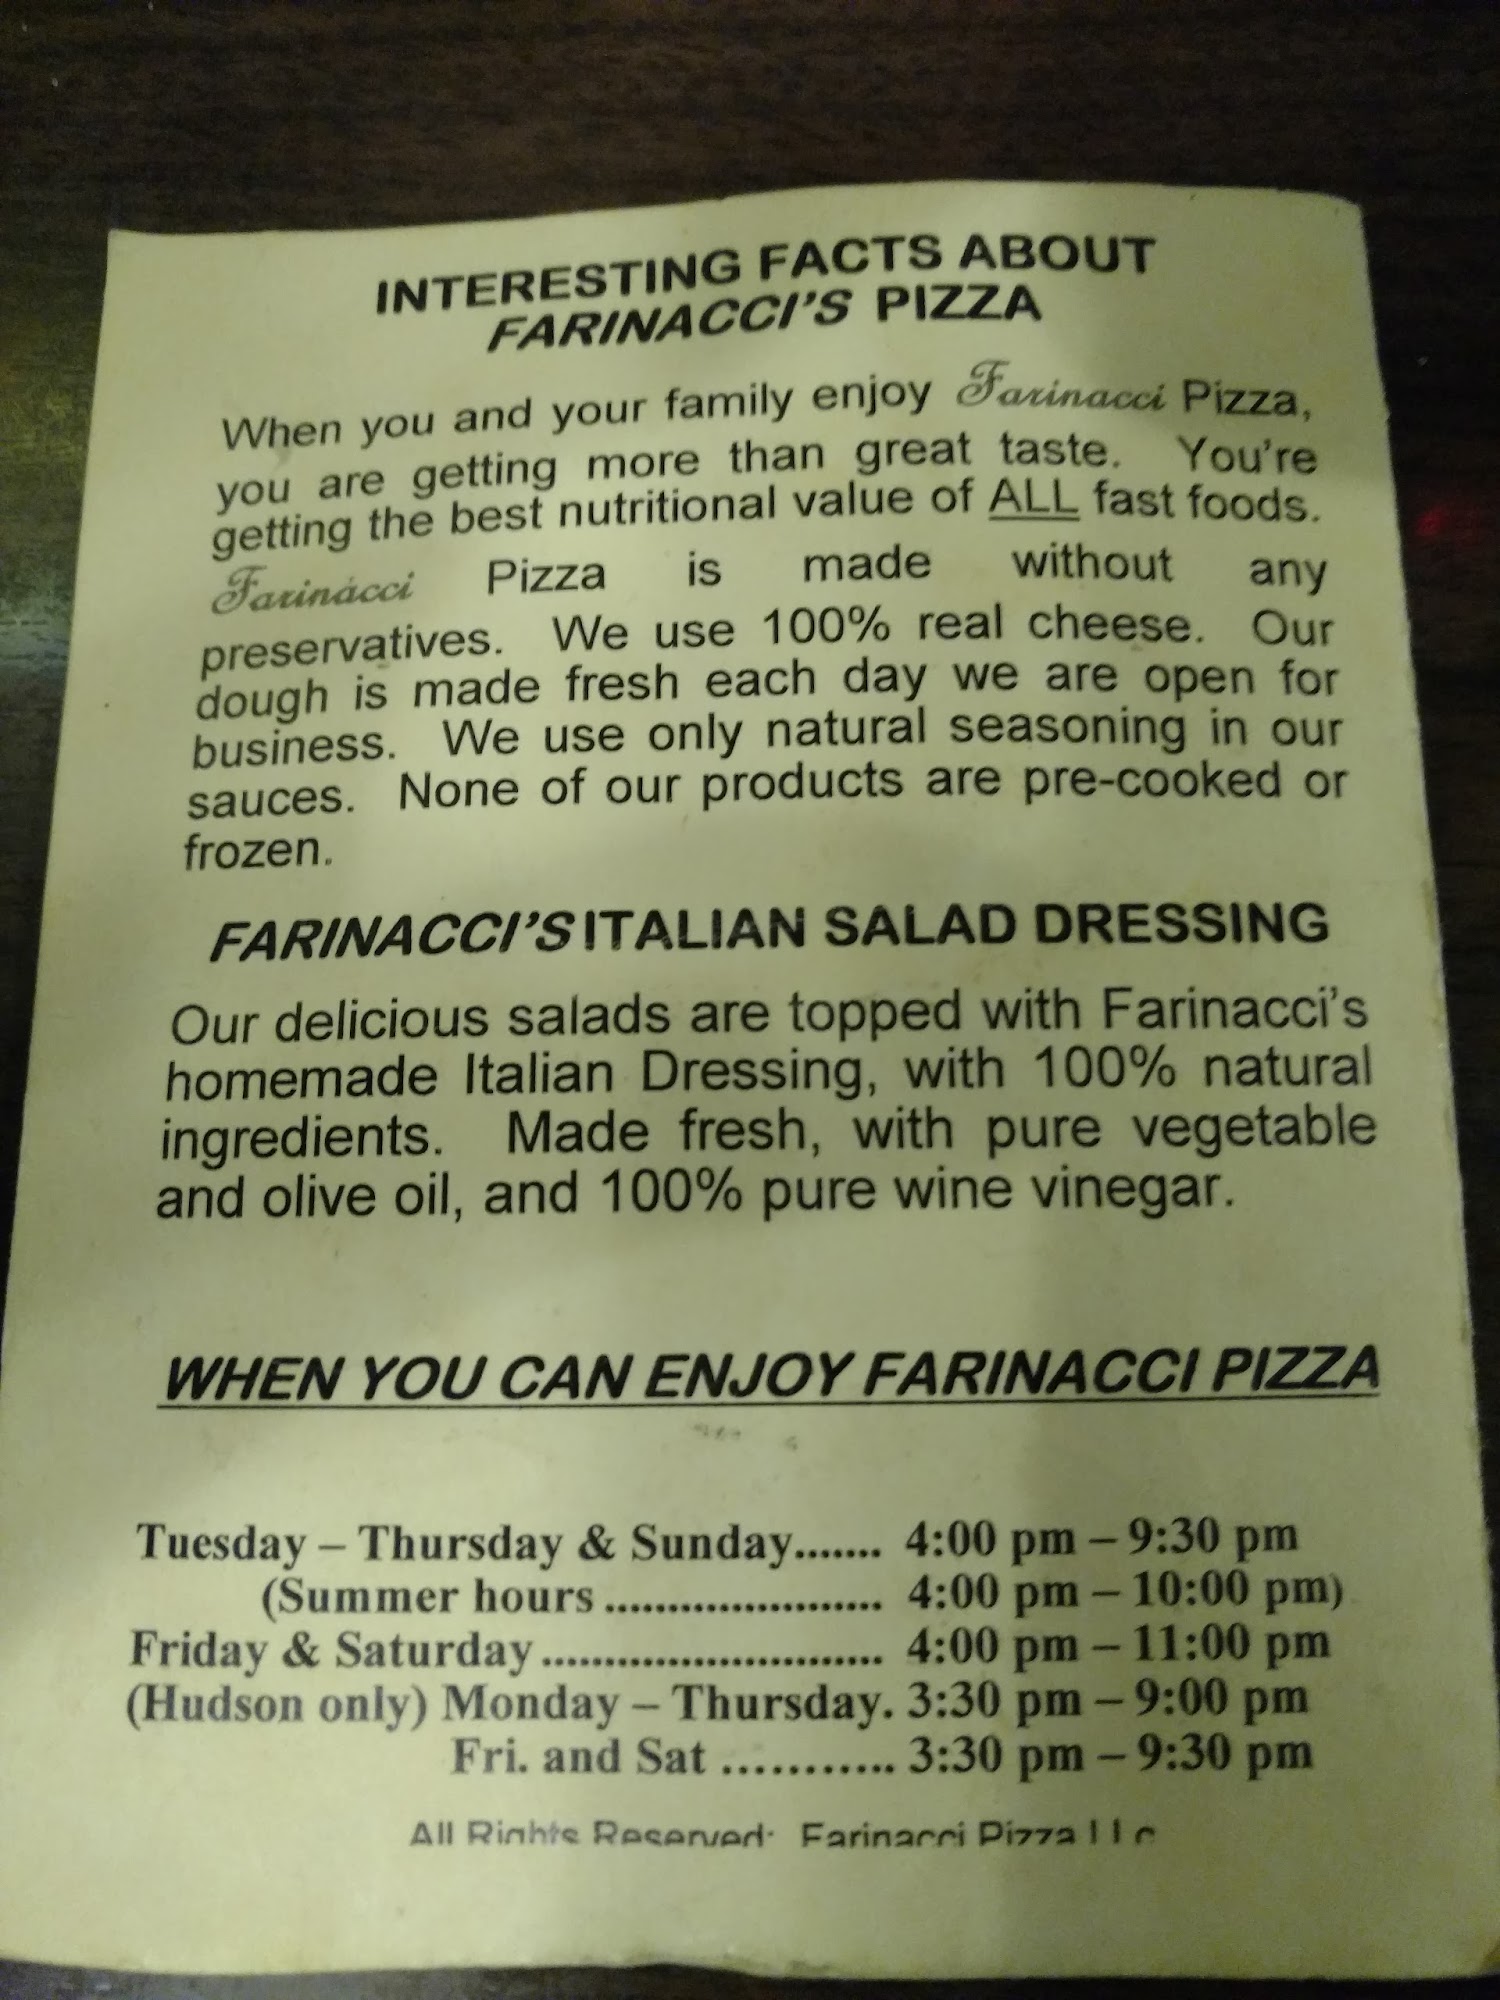 INTERESTING FACTS ABOUT
FARINACCI'S PIZZA
When you and your family enjoy Farinacci Pizza,
you are getting more than great taste. You're
getting the best nutritional value of ALL fast foods.
Farinacci Pizza is made without any
preservatives. We use 100% real cheese. Our
dough is made fresh each day we are open for
business. We use only natural seasoning in our
sauces. None of our products are pre-cooked or
frozen.
FARINACCI'S ITALIAN SALAD DRESSING
Our delicious salads are topped with Farinacci's
homemade Italian Dressing, with 100% natural
ingredients. Made fresh, with pure vegetable
and olive oil, and 100% pure wine vinegar.
WHEN YOU CAN ENJOY FARINACCI PIZZA
Tuesday – Thursday & Sunday....... 4:00 pm – 9:30 pm
(Summer hours ...................... 4:00 pm – 10:00 pm)
Friday & Saturday........................... 4:00 pm – 11:00 pm
(Hudson only) Monday – Thursday. 3:30 pm – 9:00 pm
Fri. and Sat ........... 3:30 pm – 9:30 pm
All Rights Reserved: Farinacci Pizza LLc